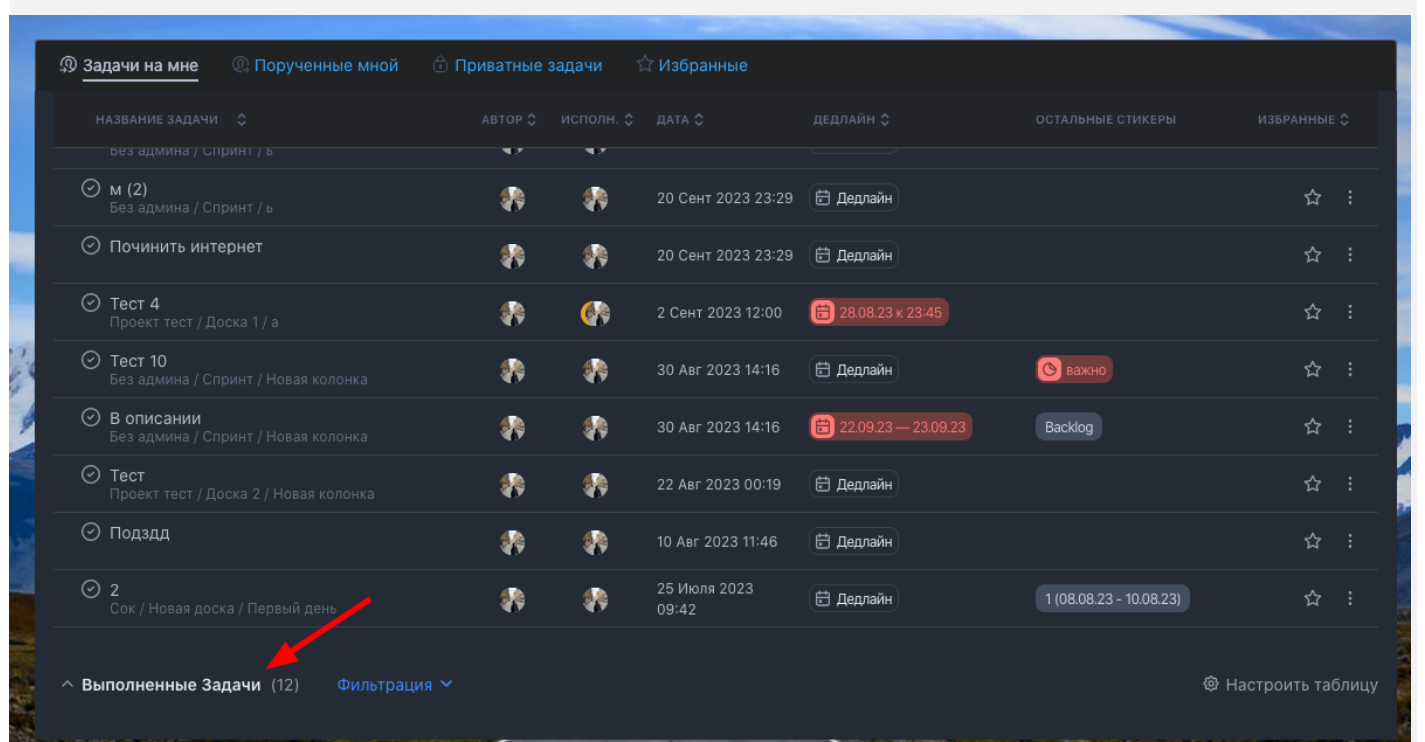 Задачи на мне Порученные мной Приватные задачи Избранные
НАЗВАНИЕ ЗАДАЧИ АВТОР ИСПОЛН. ДАТА ДЕДЛАЙН ОСТАЛЬНЫЕ СТИКЕРЫ ИЗБРАННЫЕ
Без админа / Спринт / ь
м (2)
Без админа / Спринт / ь
20 Сент 2023 23:29 Дедлайн
Починить интернет
20 Сент 2023 23:29 Дедлайн
Тест 4
Проект тест / Доска 1 / а
2 Сент 2023 12:00 28.08.23 к 23:45
Тест 10
Без админа / Спринт / Новая колонка
30 Авг 2023 14:16 Дедлайн важно
В описании
Без админа / Спринт / Новая колонка
30 Авг 2023 14:16 22.09.23 — 23.09.23 Backlog
Тест
Проект тест / Доска 2 / Новая колонка
22 Авг 2023 00:19 Дедлайн
Подздд
10 Авг 2023 11:46 Дедлайн
2
Сок / Новая доска / Первый день
25 Июля 2023
09:42
Дедлайн 1 (08.08.23 - 10.08.23)
Выполненные Задачи (12) Фильтрация Настроить таблицу